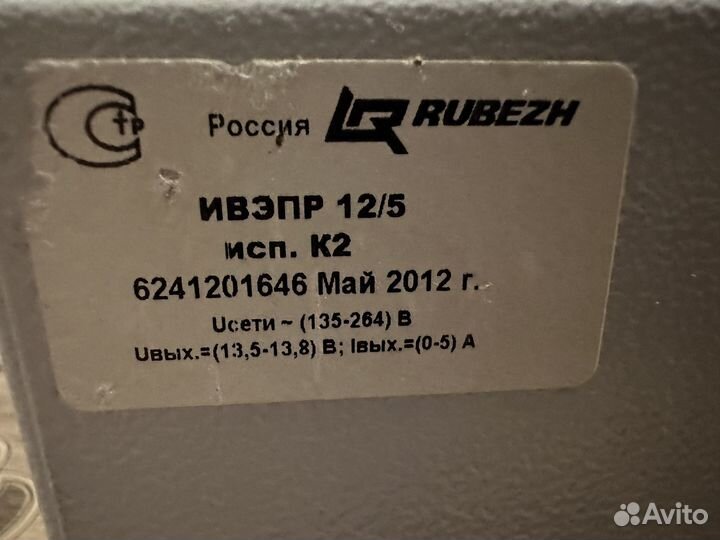 Россия RUBEZH
ИВЭПР 12/5
исп. К2
6241201646 Май 2012 г.
Uсети ~ (135-264) В
Uвых.=(13,5-13,8) В; Iвых.=(0-5) А
Avito